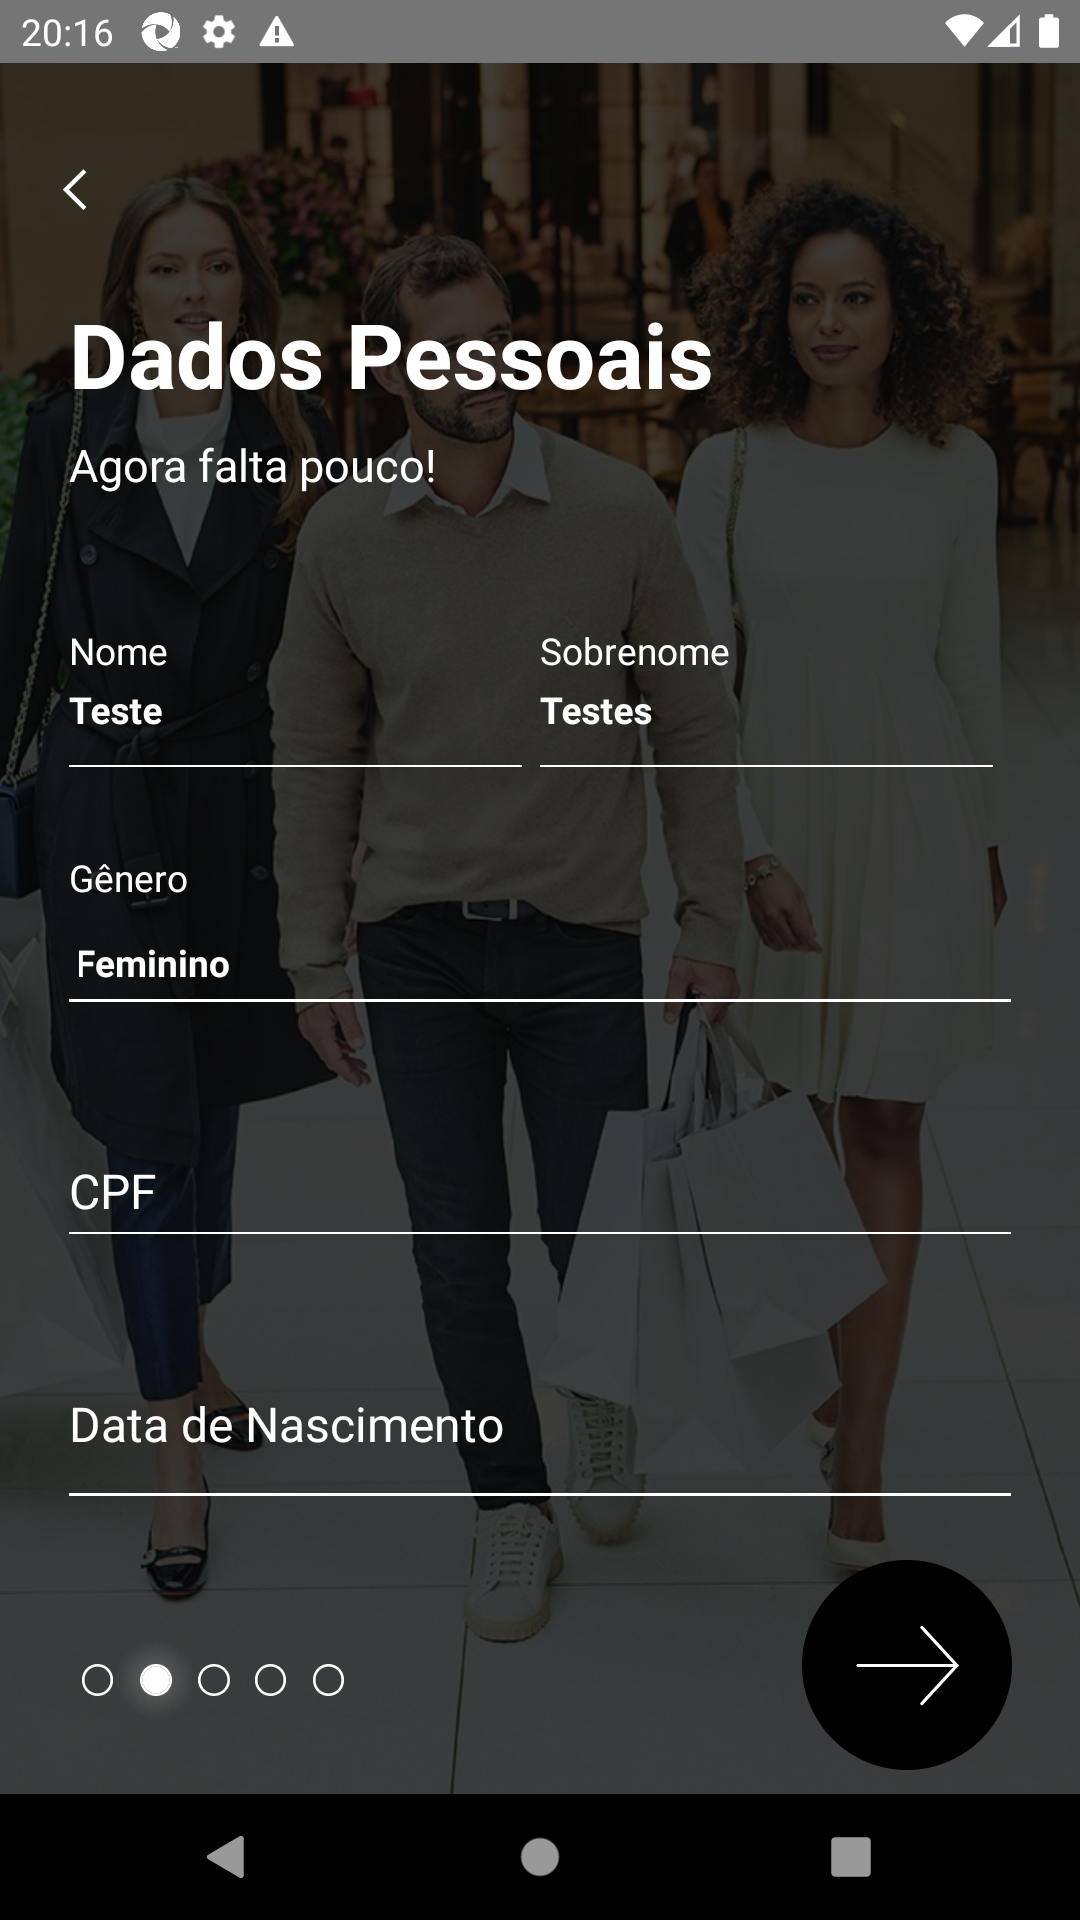 20:16
Dados Pessoais
Agora falta pouco!
Nome
Sobrenome
Teste
Testes
Gênero
Feminino
CPF
Data de Nascimento